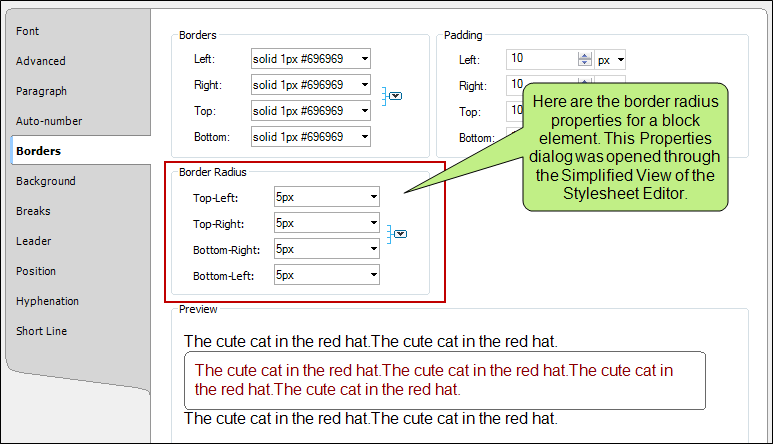 Font
Advanced
Paragraph
Auto-number
Borders
Background
Breaks
Leader
Position
Hyphenation
Short Line
Borders
Left: solid 1px #696969
Right: solid 1px #696969
Top: solid 1px #696969
Bottom: solid 1px #696969
Padding
Left: 10 px
Right: 10
Top: 10
Bottom:
Here are the border radius
properties for a block
element. This Properties
dialog was opened through
the Simplified View of the
Stylesheet Editor.
Border Radius
Top-Left: 5px
Top-Right: 5px
Bottom-Right: 5px
Bottom-Left: 5px
Preview
The cute cat in the red hat.The cute cat in the red hat.
The cute cat in the red hat.The cute cat in the red hat.The cute cat in
the red hat.The cute cat in the red hat.
The cute cat in the red hat.The cute cat in the red hat.